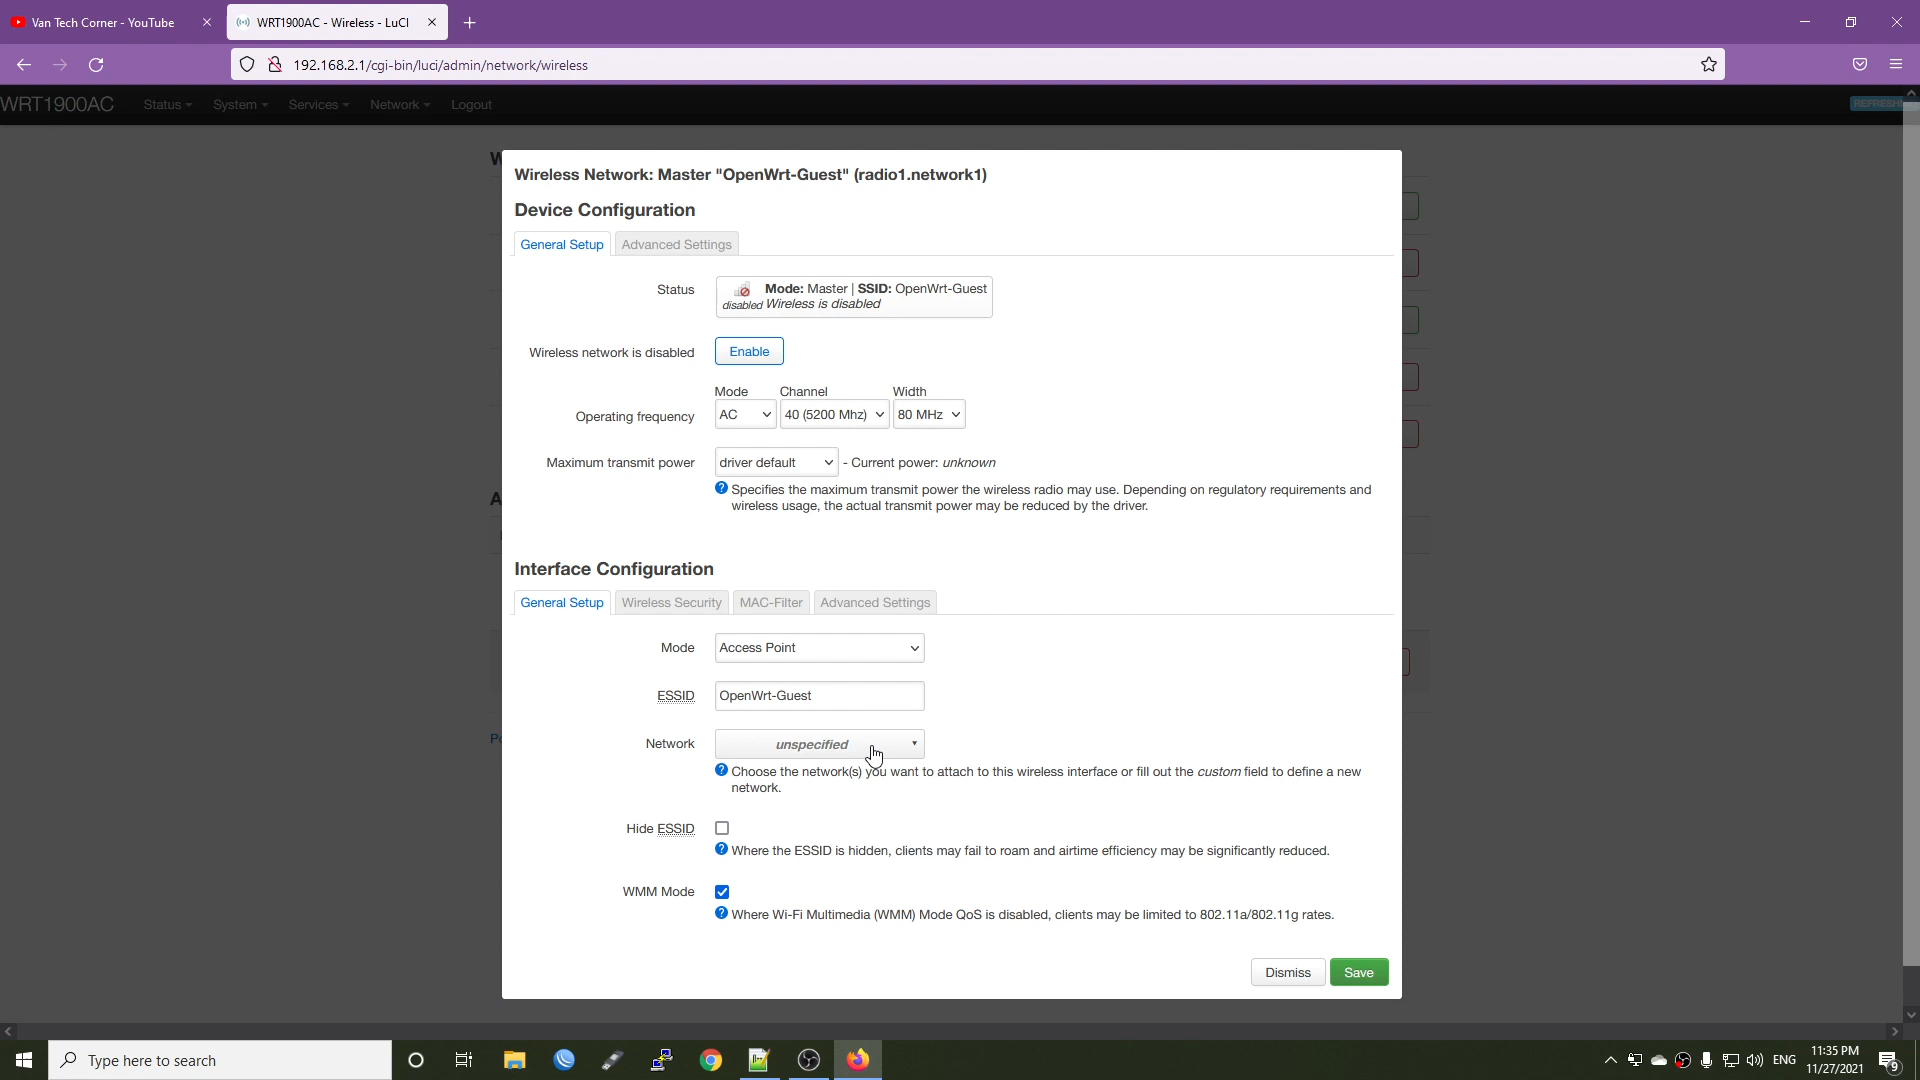 Van Tech Corner - YouTube
WRT1900AC - Wireless - LuCI
192.168.2.1/cgi-bin/luci/admin/network/wireless
WRT1900AC Status System Services Network Logout
Wireless Network: Master "OpenWrt-Guest" (radio1.network1)
Device Configuration
General Setup Advanced Settings
Status Mode: Master | SSID: OpenWrt-Guest
disabled Wireless is disabled
Wireless network is disabled Enable
Mode Channel Width
Operating frequency AC 40 (5200 Mhz) 80 MHz
Maximum transmit power driver default - Current power: unknown
Specifies the maximum transmit power the wireless radio may use. Depending on regulatory requirements and
wireless usage, the actual transmit power may be reduced by the driver.
Interface Configuration
General Setup Wireless Security MAC-Filter Advanced Settings
Mode Access Point
ESSID OpenWrt-Guest
Network unspecified
Choose the network(s) you want to attach to this wireless interface or fill out the custom field to define a new
network.
Hide ESSID
Where the ESSID is hidden, clients may fail to roam and airtime efficiency may be significantly reduced.
WMM Mode
Where Wi-Fi Multimedia (WMM) Mode QoS is disabled, clients may be limited to 802.11a/802.11g rates.
Dismiss Save
Type here to search
ENG
11:35 PM
11/27/2021
9